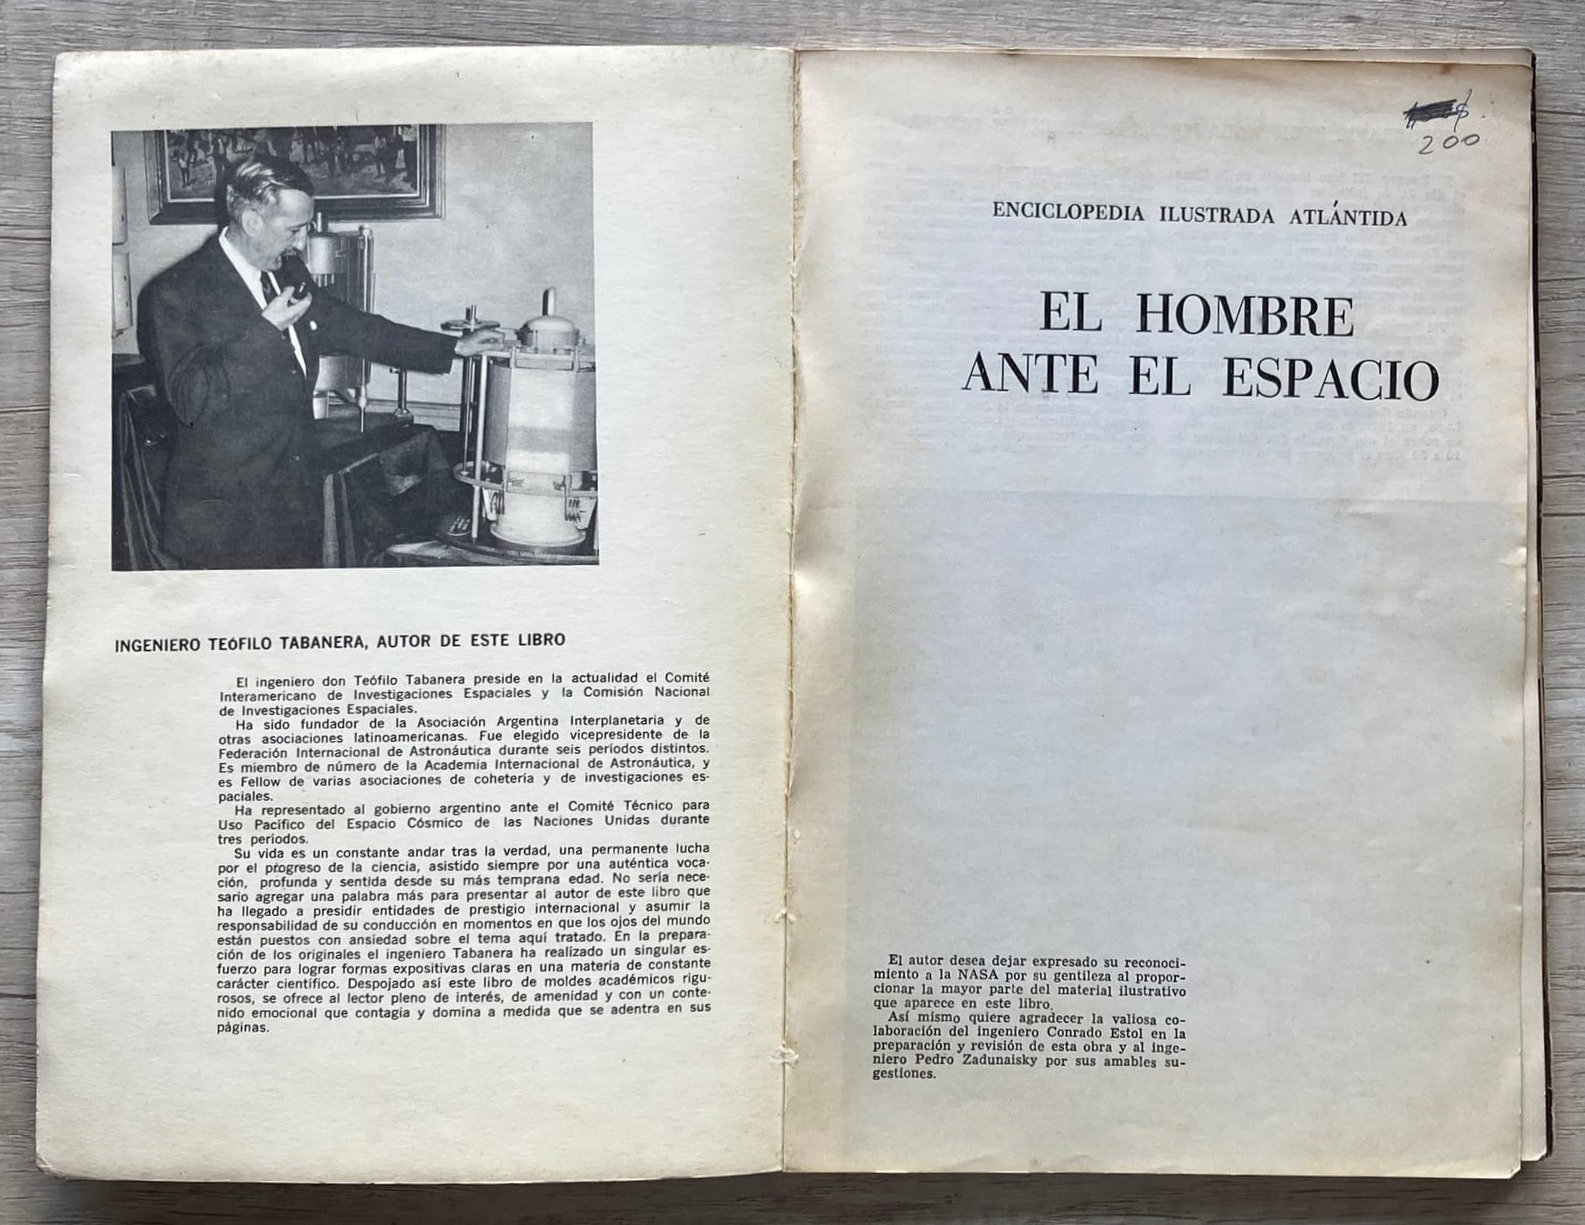 INGENIERO TEóFILO TABANERA, AUTOR DE ESTE LIBRO
El ingeniero don Teófilo Tabanera preside en la actualidad el Comité
Interamericano de Investigaciones Espaciales y la Comisión Nacional
de Investigaciones Espaciales.
Ha sido fundador de la Asociación Argentina Interplanetaria y de
otras asociaciones latinoamericanas. Fue elegido vicepresidente de la
Federación Internacional de Astronáutica durante seis períodos distintos.
Es miembro de número de la Academia Internacional de Astronáutica, y
es Fellow de varias asociaciones de cohetería y de investigaciones es-
paciales.
Ha representado al gobierno argentino ante el Comité Técnico para
Uso Pacífico del Espacio Cósmico de las Naciones Unidas durante
tres períodos.
Su vida es un constante andar tras la verdad, una permanente lucha
por el progreso de la ciencia, asistido siempre por una auténtica voca-
ción, profunda y sentida desde su más temprana edad. No sería nece-
sario agregar una palabra más para presentar al autor de este libro que
ha llegado a presidir entidades de prestigio internacional y asumir la
responsabilidad de su conducción en momentos en que los ojos del mundo
están puestos con ansiedad sobre el tema aquí tratado. En la prepara-
ción de los originales el ingeniero Tabanera ha realizado un singular es-
fuerzo para lograr formas expositivas claras en una materia de constante
carácter científico. Despojado así este libro de moldes académicos rigu-
rosos, se ofrece al lector pleno de interés, de amenidad y con un conte-
nido emocional que contagia y domina a medida que se adentra en sus
páginas.
$.
200
ENCICLOPEDIA ILUSTRADA ATLÁNTIDA
EL HOMBRE
ANTE EL ESPACIO
El autor desea dejar expresado su reconoci-
miento a la NASA por su gentileza al propor-
cionar la mayor parte del material ilustrativo
que aparece en este libro.
Así mismo quiere agradecer la valiosa co-
laboración del ingeniero Conrado Estol en la
preparación y revisión de esta obra y al inge-
niero Pedro Zadunaisky por sus amables su-
gestiones.